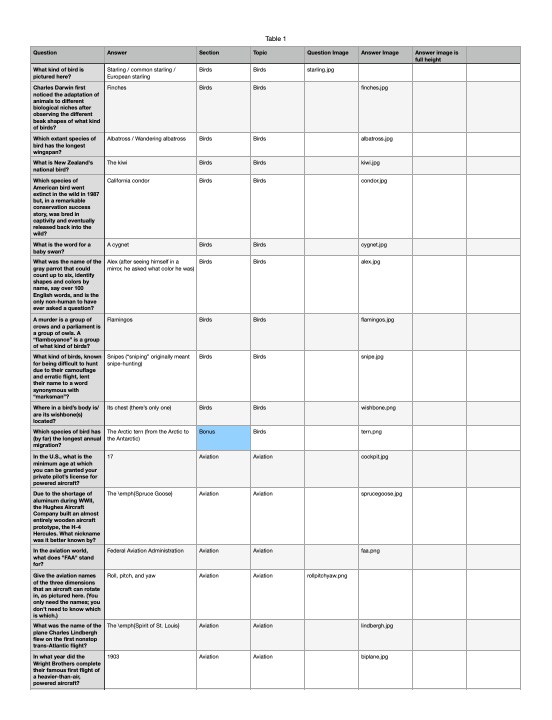 Table 1
Question Answer Section Topic Question Image Answer Image Answer image is
full height
What kind of bird is
pictured here?
Starling / common starling /
European starling
Birds Birds starling.jpg
Charles Darwin first
noticed the adaptation of
animals to different
biological niches after
observing the different
beak shapes of what kind
of birds?
Finches Birds Birds finches.jpg
Which extant species of
bird has the longest
wingspan?
Albatross / Wandering albatross Birds Birds albatross.jpg
What is New Zealand's
national bird?
The kiwi Birds Birds kiwi.jpg
Which species of
American bird went
extinct in the wild in 1987
but, in a remarkable
conservation success
story, was bred in
captivity and eventually
released back into the
wild?
California condor Birds Birds condor.jpg
What is the word for a
baby swan?
A cygnet Birds Birds cygnet.jpg
What was the name of the
gray parrot that could
count up to six, identify
shapes and colors by
name, say over 100
English words, and is the
only non-human to have
ever asked a question?
Alex (after seeing himself in a
mirror, he asked what color he was)
Birds Birds alex.jpg
A murder is a group of
crows and a parliament is
a group of owls. A
"flamboyance" is a group
of what kind of birds?
Flamingos Birds Birds flamingos.jpg
What kind of birds, known
for being difficult to hunt
due to their camouflage
and erratic flight, lent
their name to a word
synonymous with
"marksman"?
Snipes ("sniping" originally meant
snipe-hunting)
Birds Birds snipe.jpg
Where in a bird's body is/
are its wishbone(s)
located?
Its chest (there's only one) Birds Birds wishbone.png
Which species of bird has
(by far) the longest annual
migration?
The Arctic tern (from the Arctic to
the Antarctic)
Bonus Birds tern.png
In the U.S., what is the
minimum age at which
you can be granted your
private pilot's license for
powered aircraft?
17 Aviation Aviation cockpit.jpg
Due to the shortage of
aluminum during WWII,
the Hughes Aircraft
Company built an almost
entirely wooden aircraft
prototype, the H-4
Hercules. What nickname
was it better known by?
The \emph{Spruce Goose} Aviation Aviation sprucegoose.jpg
In the aviation world,
what does "FAA" stand
for?
Federal Aviation Administration Aviation Aviation faa.png
Give the aviation names
of the three dimensions
that an aircraft can rotate
in, as pictured here. (You
only need the names; you
don't need to know which
is which.)
Roll, pitch, and yaw Aviation Aviation rollpitchyaw.png
What was the name of the
plane Charles Lindbergh
flew on the first nonstop
trans-Atlantic flight?
The \emph{Spirit of St. Louis} Aviation Aviation lindbergh.jpg
In what year did the
Wright Brothers complete
their famous first flight of
a heavier-than-air,
powered aircraft?
1903 Aviation Aviation biplane.jpg